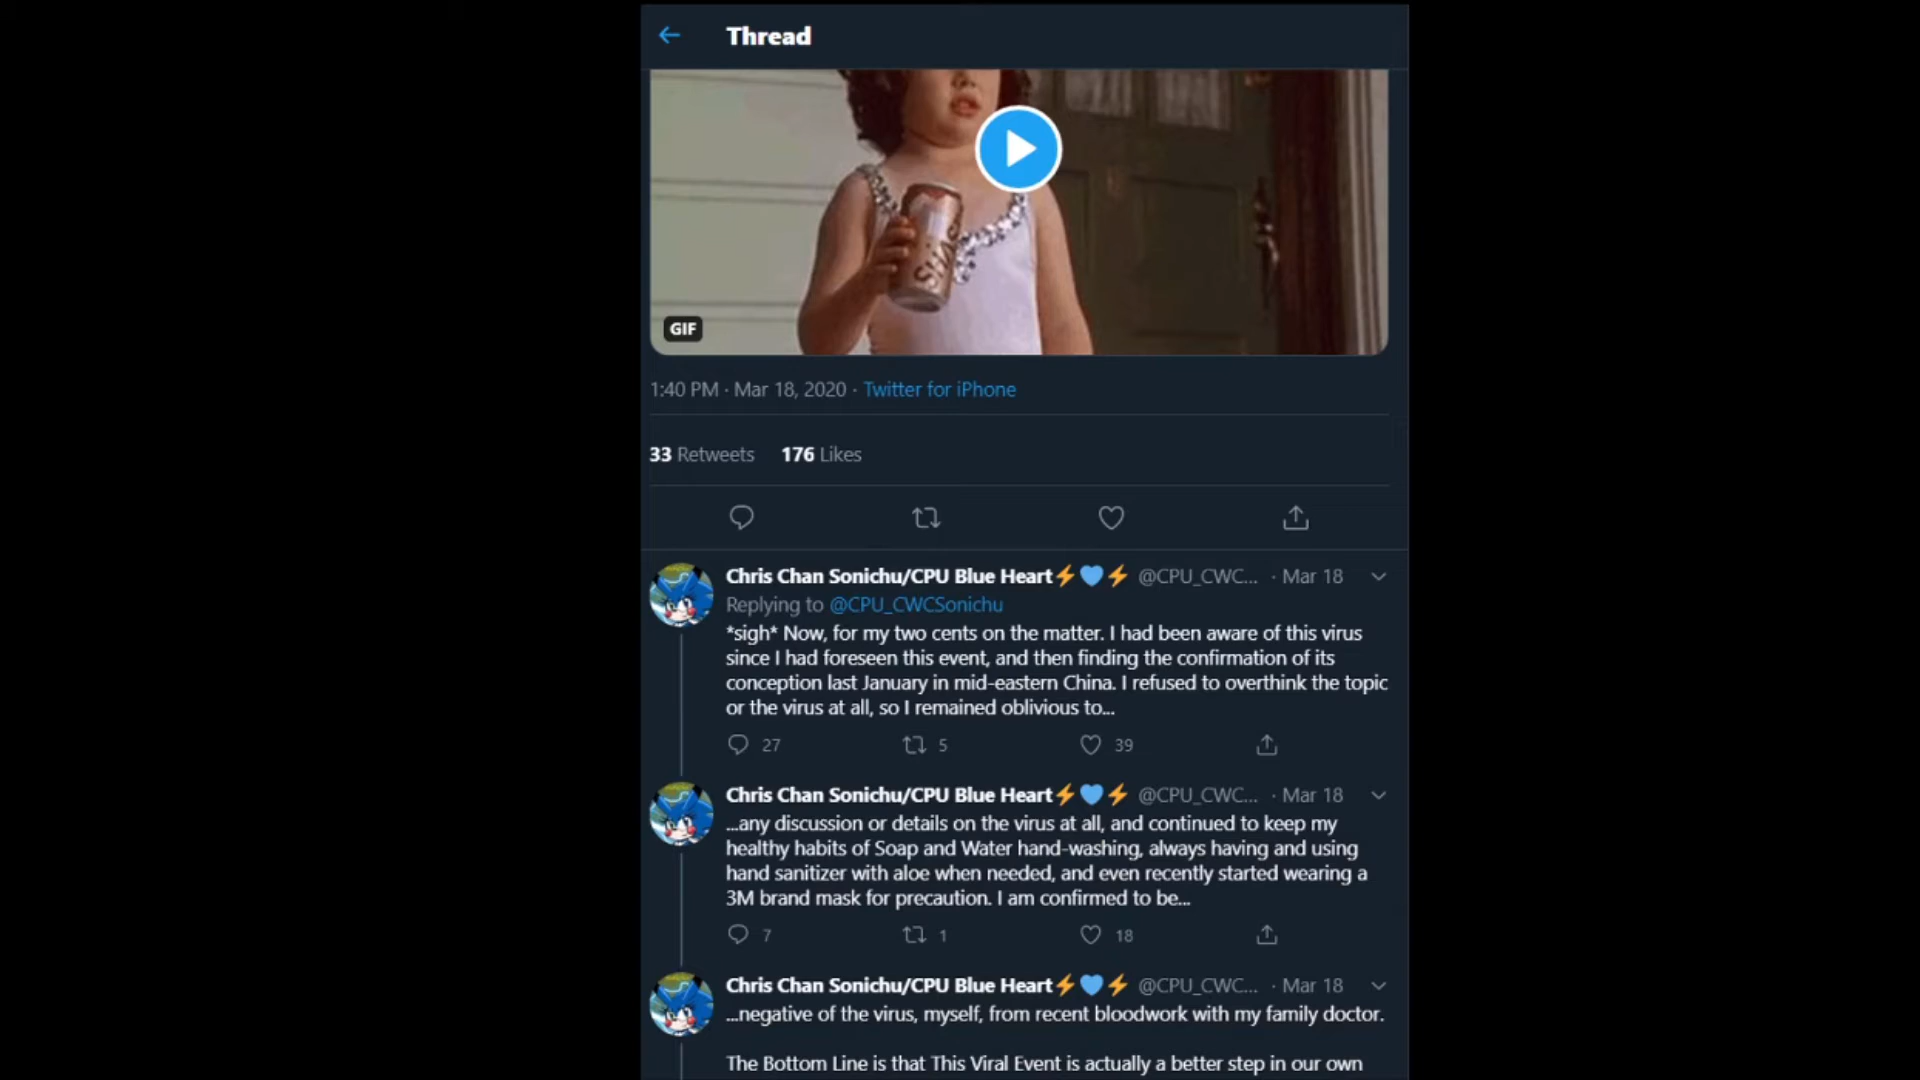 Thread
GIF
1:40 PM · Mar 18, 2020 · Twitter for iPhone
33 Retweets 176 Likes
Chris Chan Sonichu/CPU Blue Heart⚡💙⚡ @CPU_CWC... · Mar 18
Replying to @CPU_CWCSonichu
*sigh* Now, for my two cents on the matter. I had been aware of this virus
since I had foreseen this event, and then finding the confirmation of its
conception last January in mid-eastern China. I refused to overthink the topic
or the virus at all, so I remained oblivious to...
27 5 39
Chris Chan Sonichu/CPU Blue Heart⚡💙⚡ @CPU_CWC... · Mar 18
...any discussion or details on the virus at all, and continued to keep my
healthy habits of Soap and Water hand-washing, always having and using
hand sanitizer with aloe when needed, and even recently started wearing a
3M brand mask for precaution. I am confirmed to be...
7 1 18
Chris Chan Sonichu/CPU Blue Heart⚡💙⚡ @CPU_CWC... · Mar 18
...negative of the virus, myself, from recent bloodwork with my family doctor.
The Bottom Line is that This Viral Event is actually a better step in our own